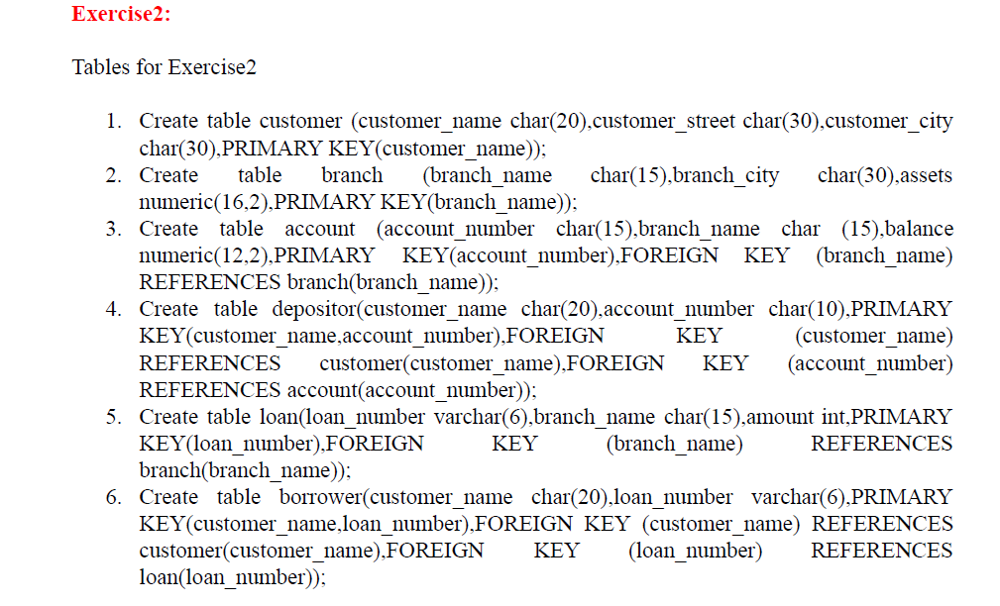 Exercise2:
Tables for Exercise2
1. Create table customer (customer_name char(20),customer_street char(30),customer_city
char(30),PRIMARY KEY(customer_name));
2. Create table branch (branch_name char(15),branch_city char(30),assets
numeric(16,2),PRIMARY KEY(branch_name));
3. Create table account (account_number char(15),branch_name char (15),balance
numeric(12,2),PRIMARY KEY(account_number),FOREIGN KEY (branch_name)
REFERENCES branch(branch_name));
4. Create table depositor(customer_name char(20),account_number char(10),PRIMARY
KEY(customer_name,account_number),FOREIGN KEY (customer_name)
REFERENCES customer(customer_name),FOREIGN KEY (account_number)
REFERENCES account(account_number));
5. Create table loan(loan_number varchar(6),branch_name char(15),amount int,PRIMARY
KEY(loan_number),FOREIGN KEY (branch_name) REFERENCES
branch(branch_name));
6. Create table borrower(customer_name char(20),loan_number varchar(6),PRIMARY
KEY(customer_name,loan_number),FOREIGN KEY (customer_name) REFERENCES
customer(customer_name),FOREIGN KEY (loan_number) REFERENCES
loan(loan_number));